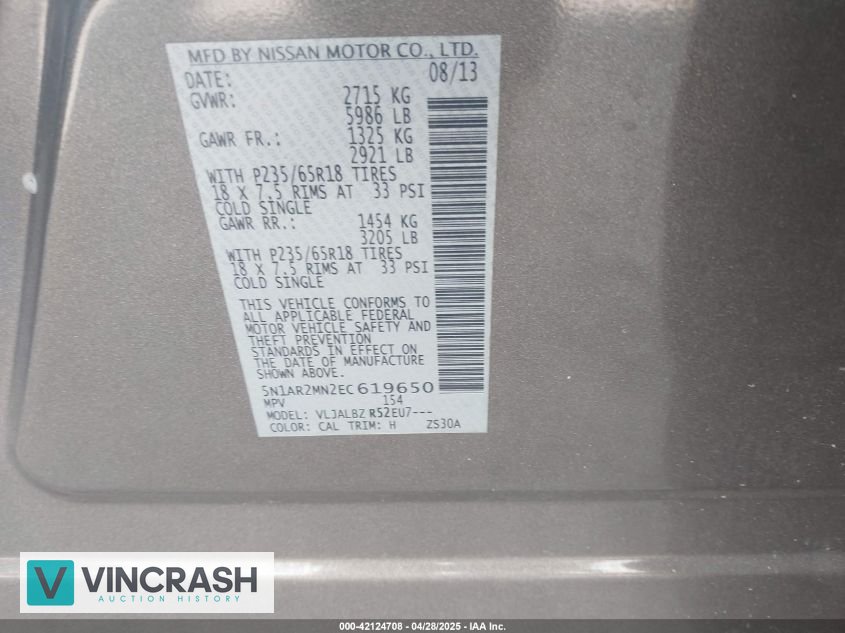 MFD BY NISSAN MOTOR CO., LTD.
DATE: 08/13
GVWR: 2715 KG
5986 LB
GAWR FR.: 1325 KG
2921 LB
WITH P235/65R18 TIRES
18 X 7.5 RIMS AT 33 PSI
COLD SINGLE
GAWR RR.: 1454 KG
3205 LB
WITH P235/65R18 TIRES
18 X 7.5 RIMS AT 33 PSI
COLD SINGLE
THIS VEHICLE CONFORMS TO
ALL APPLICABLE FEDERAL
MOTOR VEHICLE SAFETY AND
THEFT PREVENTION
STANDARDS IN EFFECT ON
THE DATE OF MANUFACTURE
SHOWN ABOVE.
5N1AR2MN2EC619650
MPV 154
MODEL: VLJALBZ R52EU7---
COLOR: CAL TRIM: H ZS30A
VINCRASH
AUCTION HISTORY
000-42124708 - 04/28/2025 - IAA Inc.